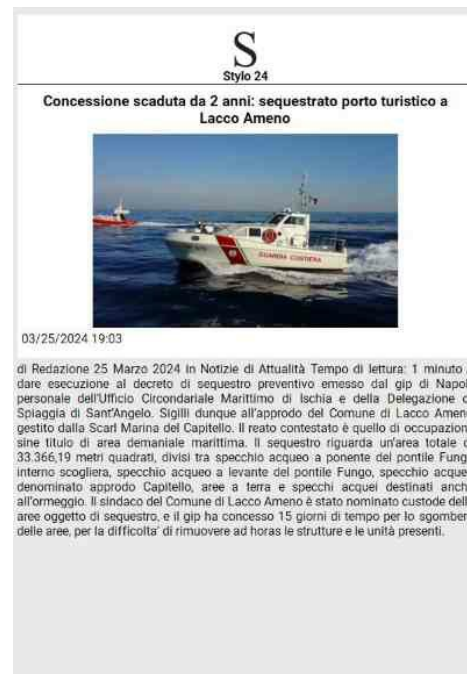 S
Stylo 24
Concessione scaduta da 2 anni: sequestrato porto turistico a
Lacco Ameno
GUARDIA COSTIERA
03/25/2024 19:03
di Redazione 25 Marzo 2024 in Notizie di Attualità Tempo di lettura: 1 minuto
dare esecuzione al decreto di sequestro preventivo emesso dal gip di Napol
personale dell'Ufficio Circondariale Marittimo di Ischia e della Delegazione d
Spiaggia di Sant'Angelo. Sigilli dunque all'approdo del Comune di Lacco Amen
gestito dalla Scarl Marina del Capitello. Il reato contestato è quello di occupazion
sine titulo di area demaniale marittima. Il sequestro riguarda un'area totale d
33.366,19 metri quadrati, divisi tra specchio acqueo a ponente del pontile Fung
interno scogliera, specchio acqueo a levante del pontile Fungo, specchio acque
denominato approdo Capitello, aree a terra e specchi acquei destinati anch
all'ormeggio. Il sindaco del Comune di Lacco Ameno è stato nominato custode dell
aree oggetto di sequestro, e il gip ha concesso 15 giorni di tempo per lo sgomber
delle aree, per la difficolta' di rimuovere ad horas le strutture e le unità presenti.